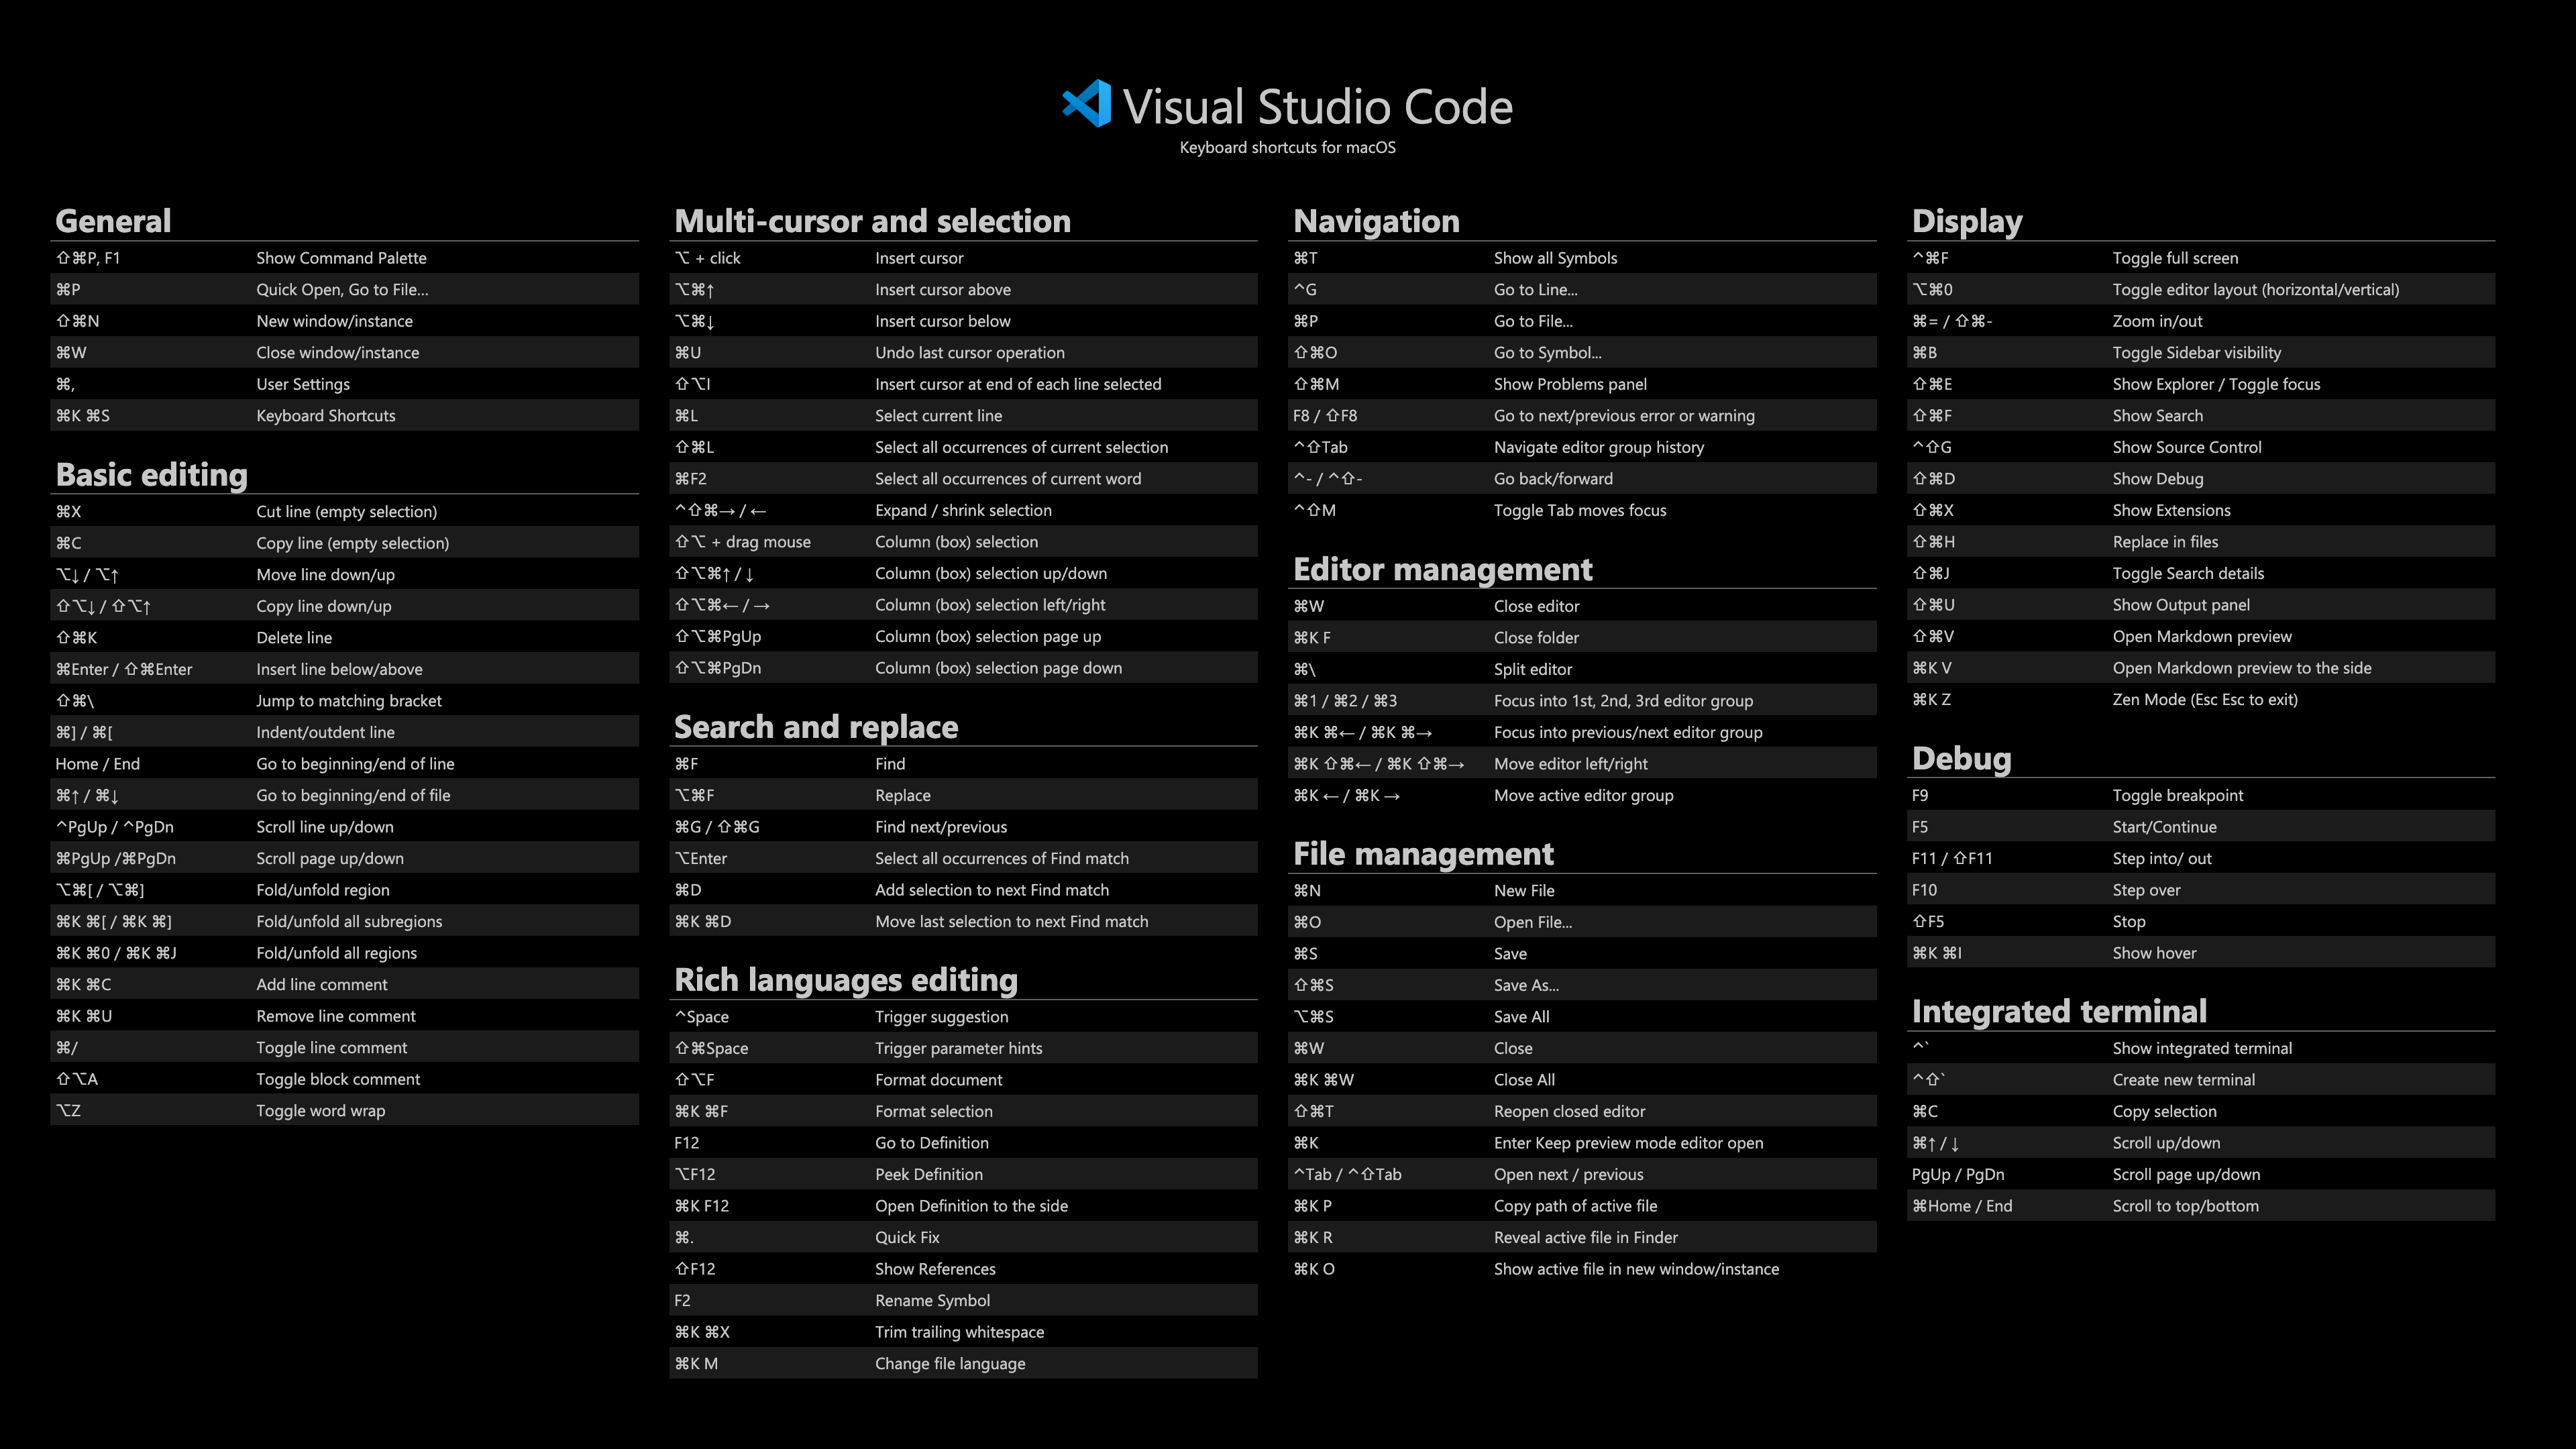 Visual Studio Code
Keyboard shortcuts for macOS
General
⇧⌘P, F1 Show Command Palette
⌘P Quick Open, Go to File...
⇧⌘N New window/instance
⌘W Close window/instance
⌘, User Settings
⌘K ⌘S Keyboard Shortcuts
Basic editing
⌘X Cut line (empty selection)
⌘C Copy line (empty selection)
⌥↓ / ⌥↑ Move line down/up
⇧⌥↓ / ⇧⌥↑ Copy line down/up
⇧⌘K Delete line
⌘Enter / ⇧⌘Enter Insert line below/above
⇧⌘\ Jump to matching bracket
⌘] / ⌘[ Indent/outdent line
Home / End Go to beginning/end of line
⌘↑ / ⌘↓ Go to beginning/end of file
^PgUp / ^PgDn Scroll line up/down
⌘PgUp /⌘PgDn Scroll page up/down
⌥⌘[ / ⌥⌘] Fold/unfold region
⌘K ⌘[ / ⌘K ⌘] Fold/unfold all subregions
⌘K ⌘0 / ⌘K ⌘J Fold/unfold all regions
⌘K ⌘C Add line comment
⌘K ⌘U Remove line comment
⌘/ Toggle line comment
⇧⌥A Toggle block comment
⌥Z Toggle word wrap
Multi-cursor and selection
⌥ + click Insert cursor
⌥⌘↑ Insert cursor above
⌥⌘↓ Insert cursor below
⌘U Undo last cursor operation
⇧⌥I Insert cursor at end of each line selected
⌘L Select current line
⇧⌘L Select all occurrences of current selection
⌘F2 Select all occurrences of current word
^⇧⌘→ / ← Expand / shrink selection
⇧⌥ + drag mouse Column (box) selection
⇧⌥⌘↑ / ↓ Column (box) selection up/down
⇧⌥⌘← / → Column (box) selection left/right
⇧⌥⌘PgUp Column (box) selection page up
⇧⌥⌘PgDn Column (box) selection page down
Search and replace
⌘F Find
⌥⌘F Replace
⌘G / ⇧⌘G Find next/previous
⌥Enter Select all occurrences of Find match
⌘D Add selection to next Find match
⌘K ⌘D Move last selection to next Find match
Rich languages editing
^Space Trigger suggestion
⇧⌘Space Trigger parameter hints
⇧⌥F Format document
⌘K ⌘F Format selection
F12 Go to Definition
⌥F12 Peek Definition
⌘K F12 Open Definition to the side
⌘. Quick Fix
⇧F12 Show References
F2 Rename Symbol
⌘K ⌘X Trim trailing whitespace
⌘K M Change file language
Navigation
⌘T Show all Symbols
^G Go to Line...
⌘P Go to File...
⇧⌘O Go to Symbol...
⇧⌘M Show Problems panel
F8 / ⇧F8 Go to next/previous error or warning
^⇧Tab Navigate editor group history
^- / ^⇧- Go back/forward
^⇧M Toggle Tab moves focus
Editor management
⌘W Close editor
⌘K F Close folder
⌘\ Split editor
⌘1 / ⌘2 / ⌘3 Focus into 1st, 2nd, 3rd editor group
⌘K ⌘← / ⌘K ⌘→ Focus into previous/next editor group
⌘K ⇧⌘← / ⌘K ⇧⌘→ Move editor left/right
⌘K ← / ⌘K → Move active editor group
File management
⌘N New File
⌘O Open File...
⌘S Save
⇧⌘S Save As...
⌥⌘S Save All
⌘W Close
⌘K ⌘W Close All
⇧⌘T Reopen closed editor
⌘K Enter Keep preview mode editor open
^Tab / ^⇧Tab Open next / previous
⌘K P Copy path of active file
⌘K R Reveal active file in Finder
⌘K O Show active file in new window/instance
Display
^⌘F Toggle full screen
⌥⌘0 Toggle editor layout (horizontal/vertical)
⌘= / ⇧⌘- Zoom in/out
⌘B Toggle Sidebar visibility
⇧⌘E Show Explorer / Toggle focus
⇧⌘F Show Search
^⇧G Show Source Control
⇧⌘D Show Debug
⇧⌘X Show Extensions
⇧⌘H Replace in files
⇧⌘J Toggle Search details
⇧⌘U Show Output panel
⇧⌘V Open Markdown preview
⌘K V Open Markdown preview to the side
⌘K Z Zen Mode (Esc Esc to exit)
Debug
F9 Toggle breakpoint
F5 Start/Continue
F11 / ⇧F11 Step into/ out
F10 Step over
⇧F5 Stop
⌘K ⌘I Show hover
Integrated terminal
^` Show integrated terminal
^⇧` Create new terminal
⌘C Copy selection
⌘↑ / ↓ Scroll up/down
PgUp / PgDn Scroll page up/down
⌘Home / End Scroll to top/bottom